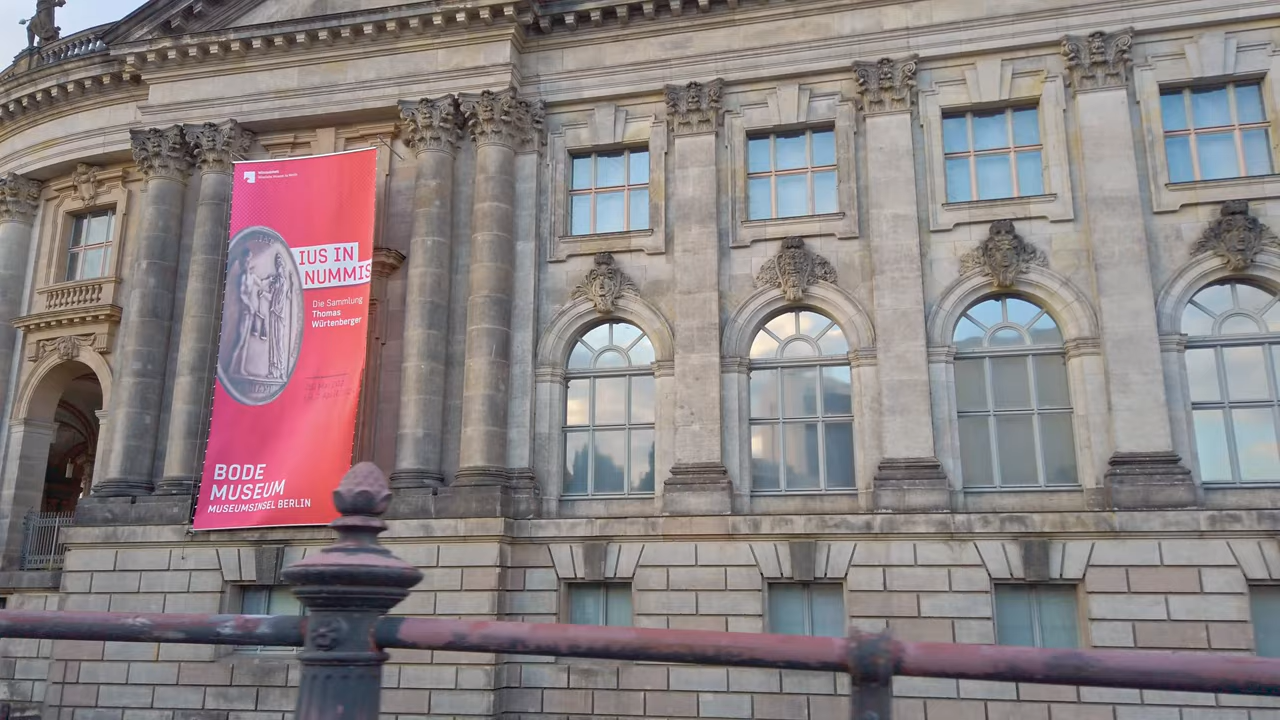 IUS IN
NUMMIS
Die Sammlung
Thomas
Würtenberger
BODE
MUSEUM
MUSEUMSINSEL BERLIN